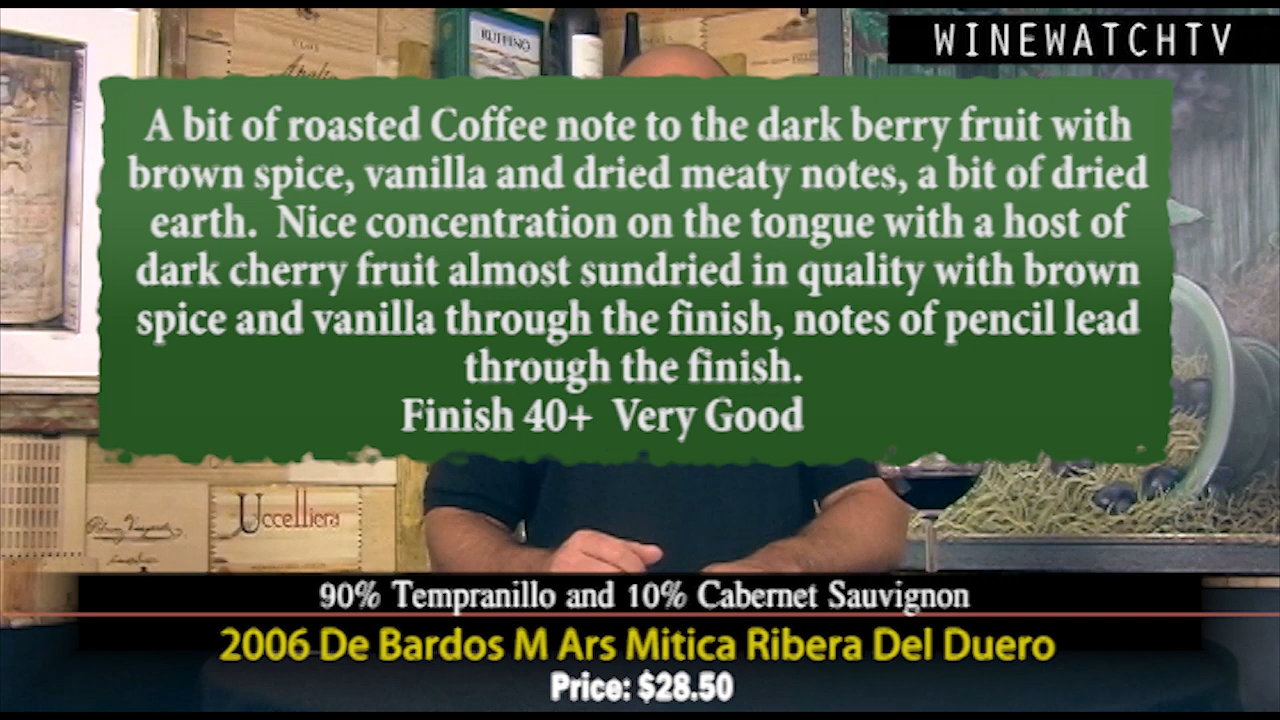 WINEWATCHTV
RUFFINO
A bit of roasted Coffee note to the dark berry fruit with
brown spice, vanilla and dried meaty notes, a bit of dried
earth.  Nice concentration on the tongue with a host of
dark cherry fruit almost sundried in quality with brown
spice and vanilla through the finish, notes of pencil lead
through the finish.
Finish 40+  Very Good
Uccelliera
90% Tempranillo and 10% Cabernet Sauvignon
2006 De Bardos M Ars Mitica Ribera Del Duero
Price: $28.50